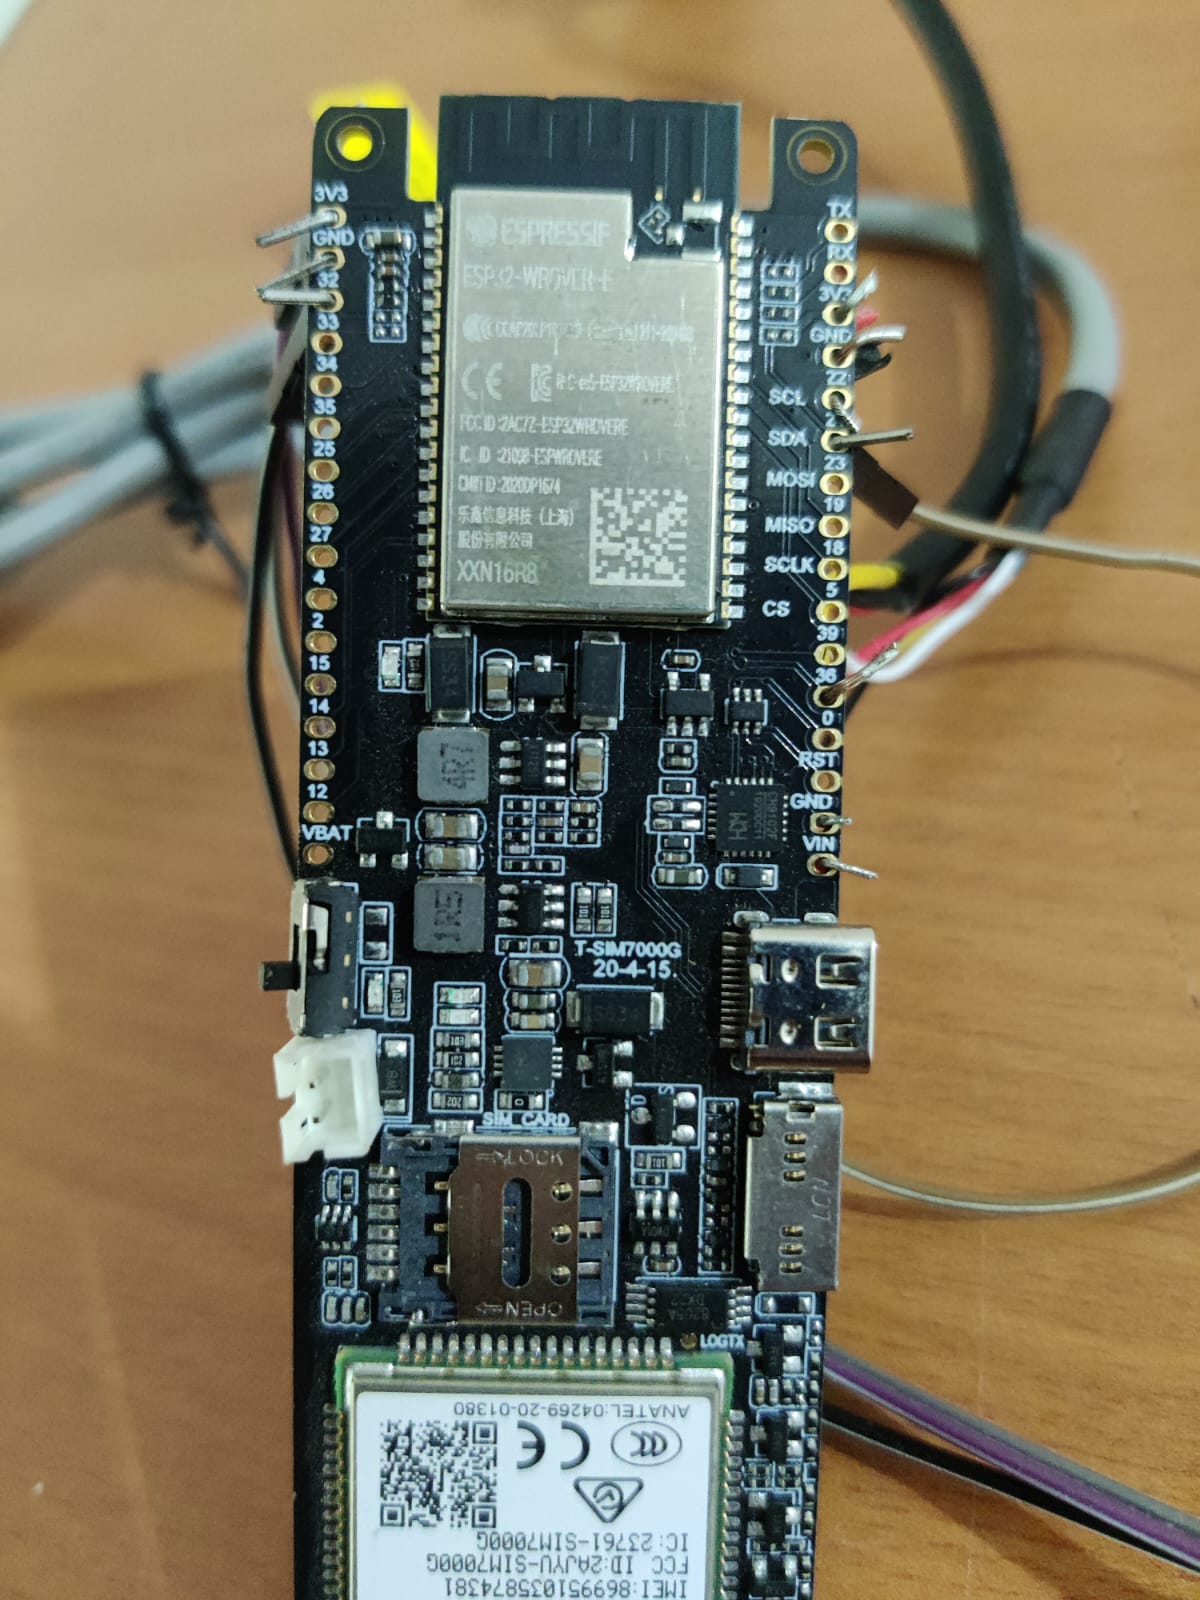 3V3
GND
32
33
34
35
25
26
27
4
2
15
14
13
12
VBAT
ESPRESSIF
ESP32-WROVER-E
CE
FCC ID:2AC7Z-ESP32WROVERE
IC ID:21098-ESPWROVERE
CMIIT ID:2020DP1674
乐鑫信息科技(上海)
股份有限公司
XXN16R8
TX
RX
3V3
GND
22
SCL
SDA
23
MOSI
19
MISO
18
SCLK
5
CS
39
36
0
RST
GND
VIN
4R7
1R5
T-SIM7000G
20-4-15.
SIM CARD
LOCK
OPEN
LOGTX
ANATEL:04269-20-01380
CE
IC:23761-SIM7000G
FCC ID:2AJYU-SIM7000G
IMEI:869951035874381